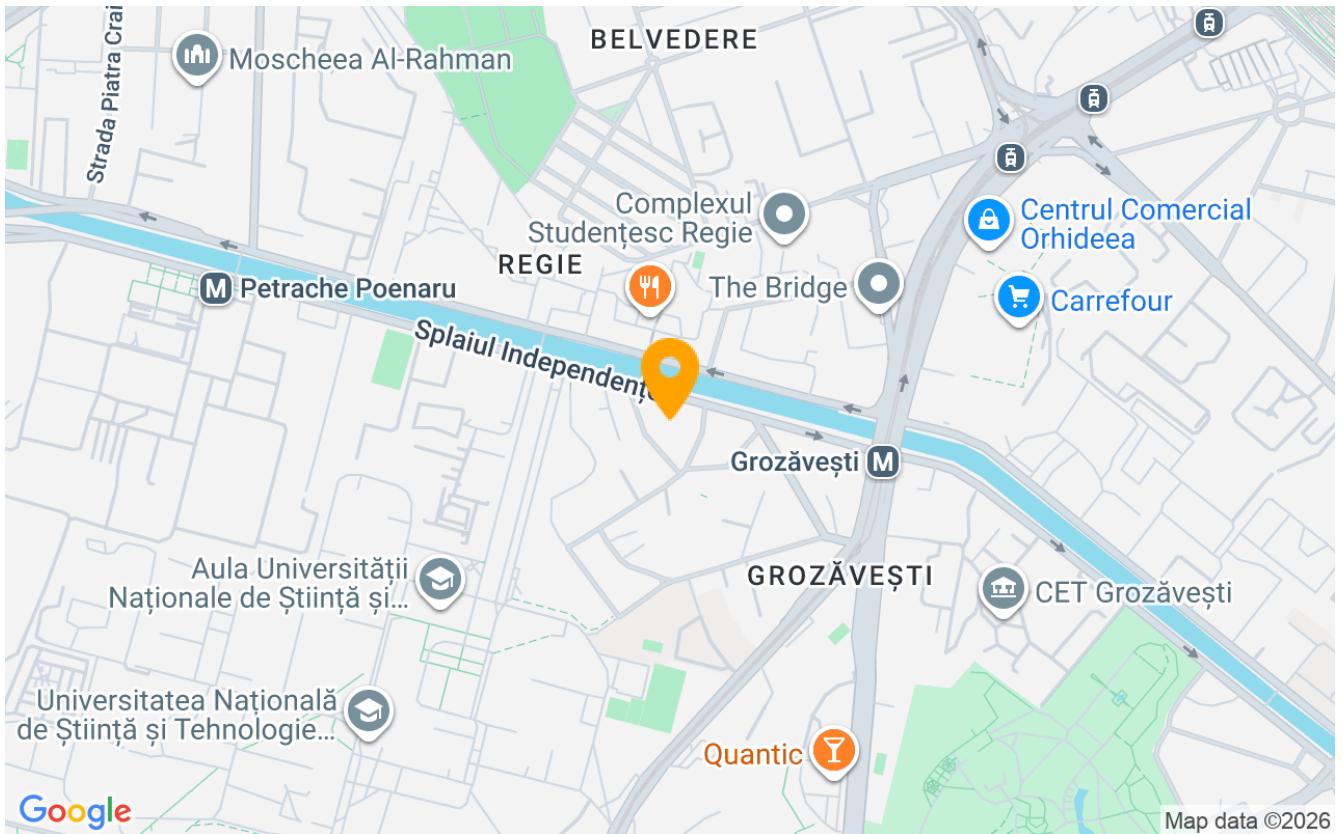 BELVEDERE
Moscheea Al-Rahman
Strada Piatra Crai
Complexul
Studențesc Regie
Centrul Comercial
Orhideea
REGIE
Petrache Poenaru
The Bridge
Carrefour
Splaiul Independențe
Grozăvești
Aula Universității
Naționale de Știință și...
GROZĂVEȘTI
CET Grozăvești
Universitatea Națională
de Știință și Tehnologie...
Quantic
Google
Map data ©2026